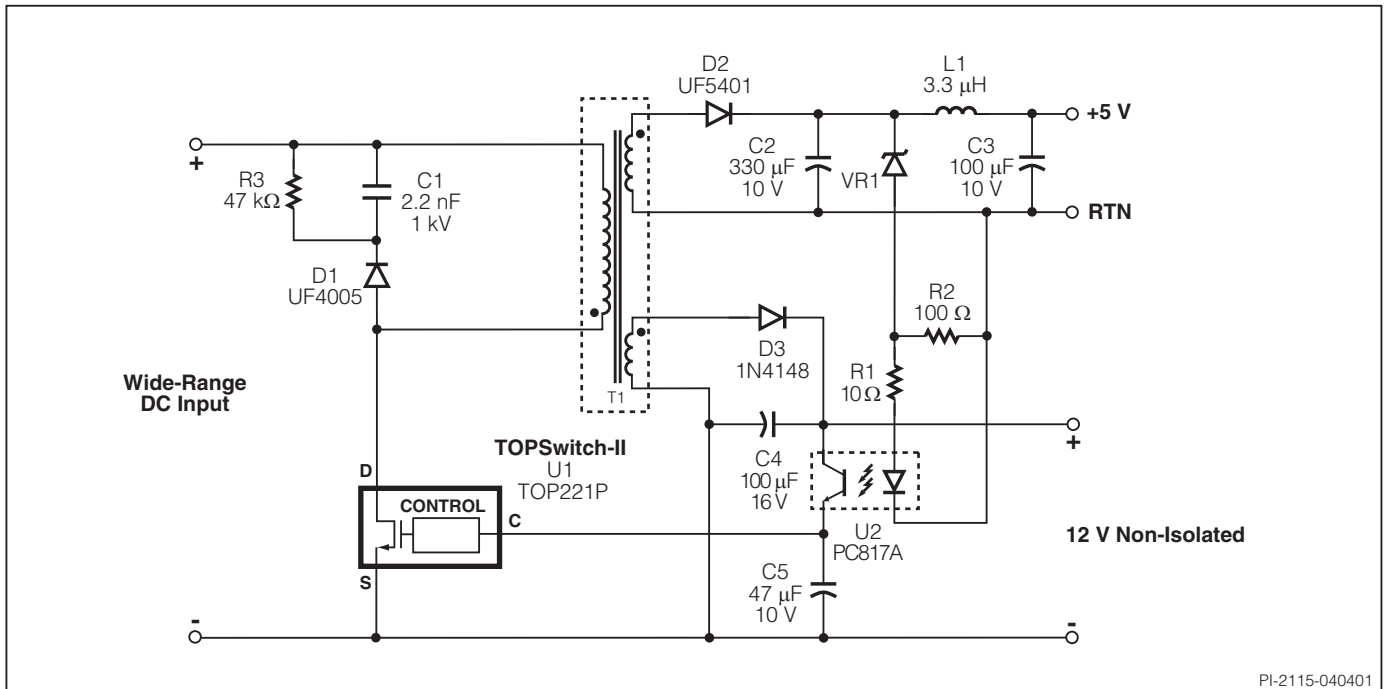 D2
UF5401
L1
3.3 µH
+5 V
+
R3
47 kΩ
C1
2.2 nF
1 kV
C2
330 µF
10 V
VR1
C3
100 µF
10 V
RTN
D1
UF4005
R2
100 Ω
D3
1N4148
R1
10Ω
Wide-Range
DC Input
T1
+
TOPSwitch-II
U1
TOP221P
C4
100 µF
16 V
D
CONTROL
C
S
U2
PC817A
12 V Non-Isolated
C5
47 µF
10 V
-
-
PI-2115-040401